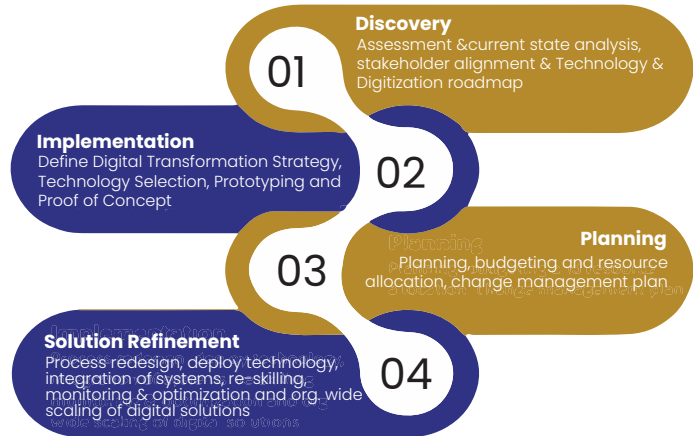 01
Discovery
Assessment &current state analysis,
stakeholder alignment & Technology &
Digitization roadmap
Implementation
Define Digital Transformation Strategy,
Technology Selection, Prototyping and
Proof of Concept
02
03
Planning
Planning, budgeting and resource
allocation, change management plan
Solution Refinement
Process redesign, deploy technology,
integration of systems, re-skilling,
monitoring & optimization and org. wide
scaling of digital solutions
04